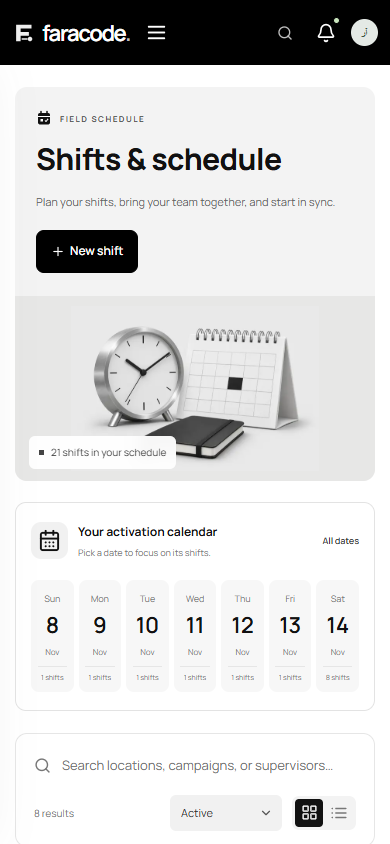 faracode.
FIELD SCHEDULE
Shifts & schedule
Plan your shifts, bring your team together, and start in sync.
+ New shift
21 shifts in your schedule
Your activation calendar
Pick a date to focus on its shifts.
All dates
Sun Mon Tue Wed Thu Fri Sat
8 9 10 11 12 13 14
Nov Nov Nov Nov Nov Nov Nov
1 shifts 1 shifts 1 shifts 1 shifts 1 shifts 1 shifts 8 shifts
Search locations, campaigns, or supervisors...
8 results
Active